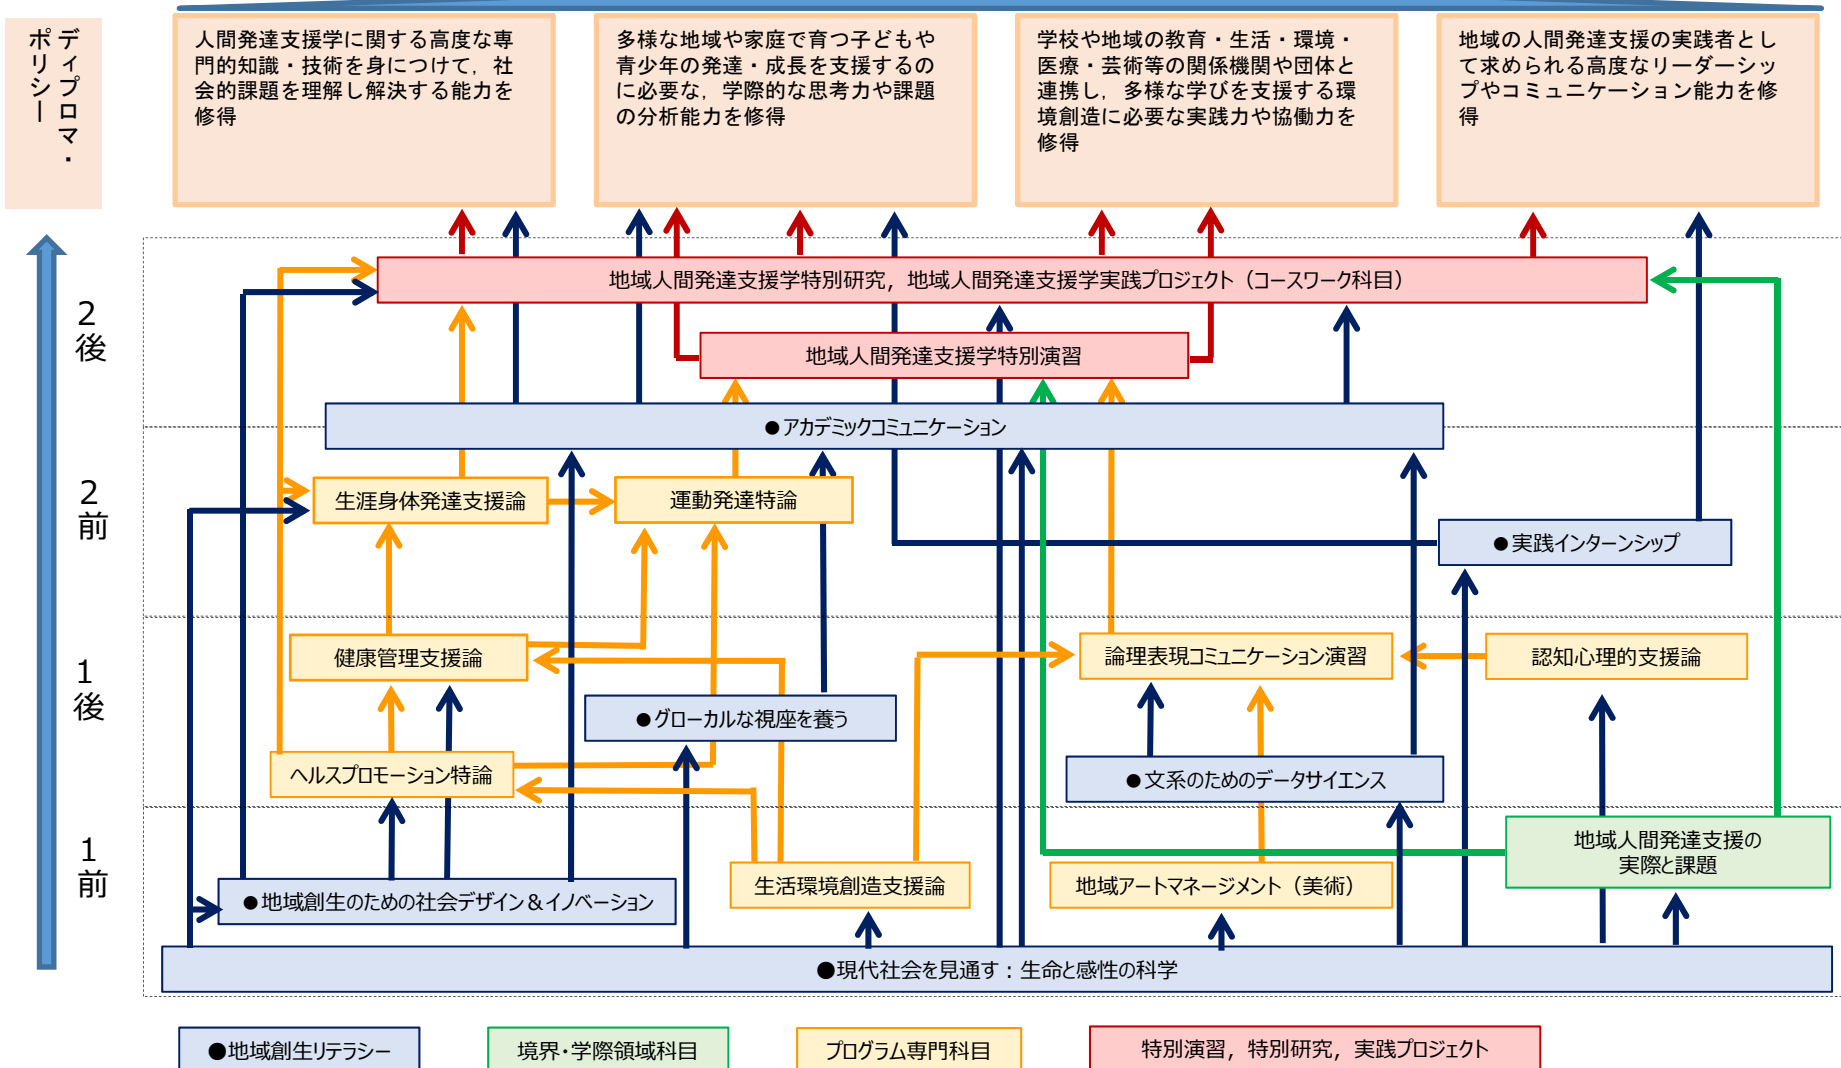 ディプロマ・
ポリシー
人間発達支援学に関する高度な専
門的知識・技術を身につけて，社
会的課題を理解し解決する能力を
修得
多様な地域や家庭で育つ子どもや
青少年の発達・成長を支援するの
に必要な，学際的な思考力や課題
の分析能力を修得
学校や地域の教育・生活・環境・
医療・芸術等の関係機関や団体と
連携し，多様な学びを支援する環
境創造に必要な実践力や協働力を
修得
地域の人間発達支援の実践者とし
て求められる高度なリーダーシッ
プやコミュニケーション能力を修
得
2後
地域人間発達支援学特別研究，地域人間発達支援学実践プロジェクト（コースワーク科目）
地域人間発達支援学特別演習
●アカデミックコミュニケーション
2前
生涯身体発達支援論
運動発達特論
●実践インターンシップ
1後
健康管理支援論
論理表現コミュニケーション演習
認知心理的支援論
●グローカルな視座を養う
ヘルスプロモーション特論
●文系のためのデータサイエンス
1前
地域人間発達支援の
実際と課題
生活環境創造支援論
地域アートマネージメント（美術）
●地域創生のための社会デザイン＆イノベーション
●現代社会を見通す：生命と感性の科学
●地域創生リテラシー
境界・学際領域科目
プログラム専門科目
特別演習，特別研究，実践プロジェクト